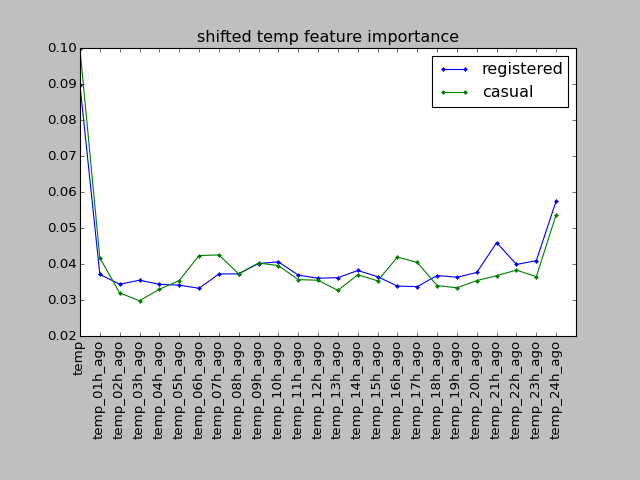 shifted temp feature importance
registered
casual
0.10
0.09
0.08
0.07
0.06
0.05
0.04
0.03
0.02
temp
temp_01h_ago
temp_02h_ago
temp_03h_ago
temp_04h_ago
temp_05h_ago
temp_06h_ago
temp_07h_ago
temp_08h_ago
temp_09h_ago
temp_10h_ago
temp_11h_ago
temp_12h_ago
temp_13h_ago
temp_14h_ago
temp_15h_ago
temp_16h_ago
temp_17h_ago
temp_18h_ago
temp_19h_ago
temp_20h_ago
temp_21h_ago
temp_22h_ago
temp_23h_ago
temp_24h_ago